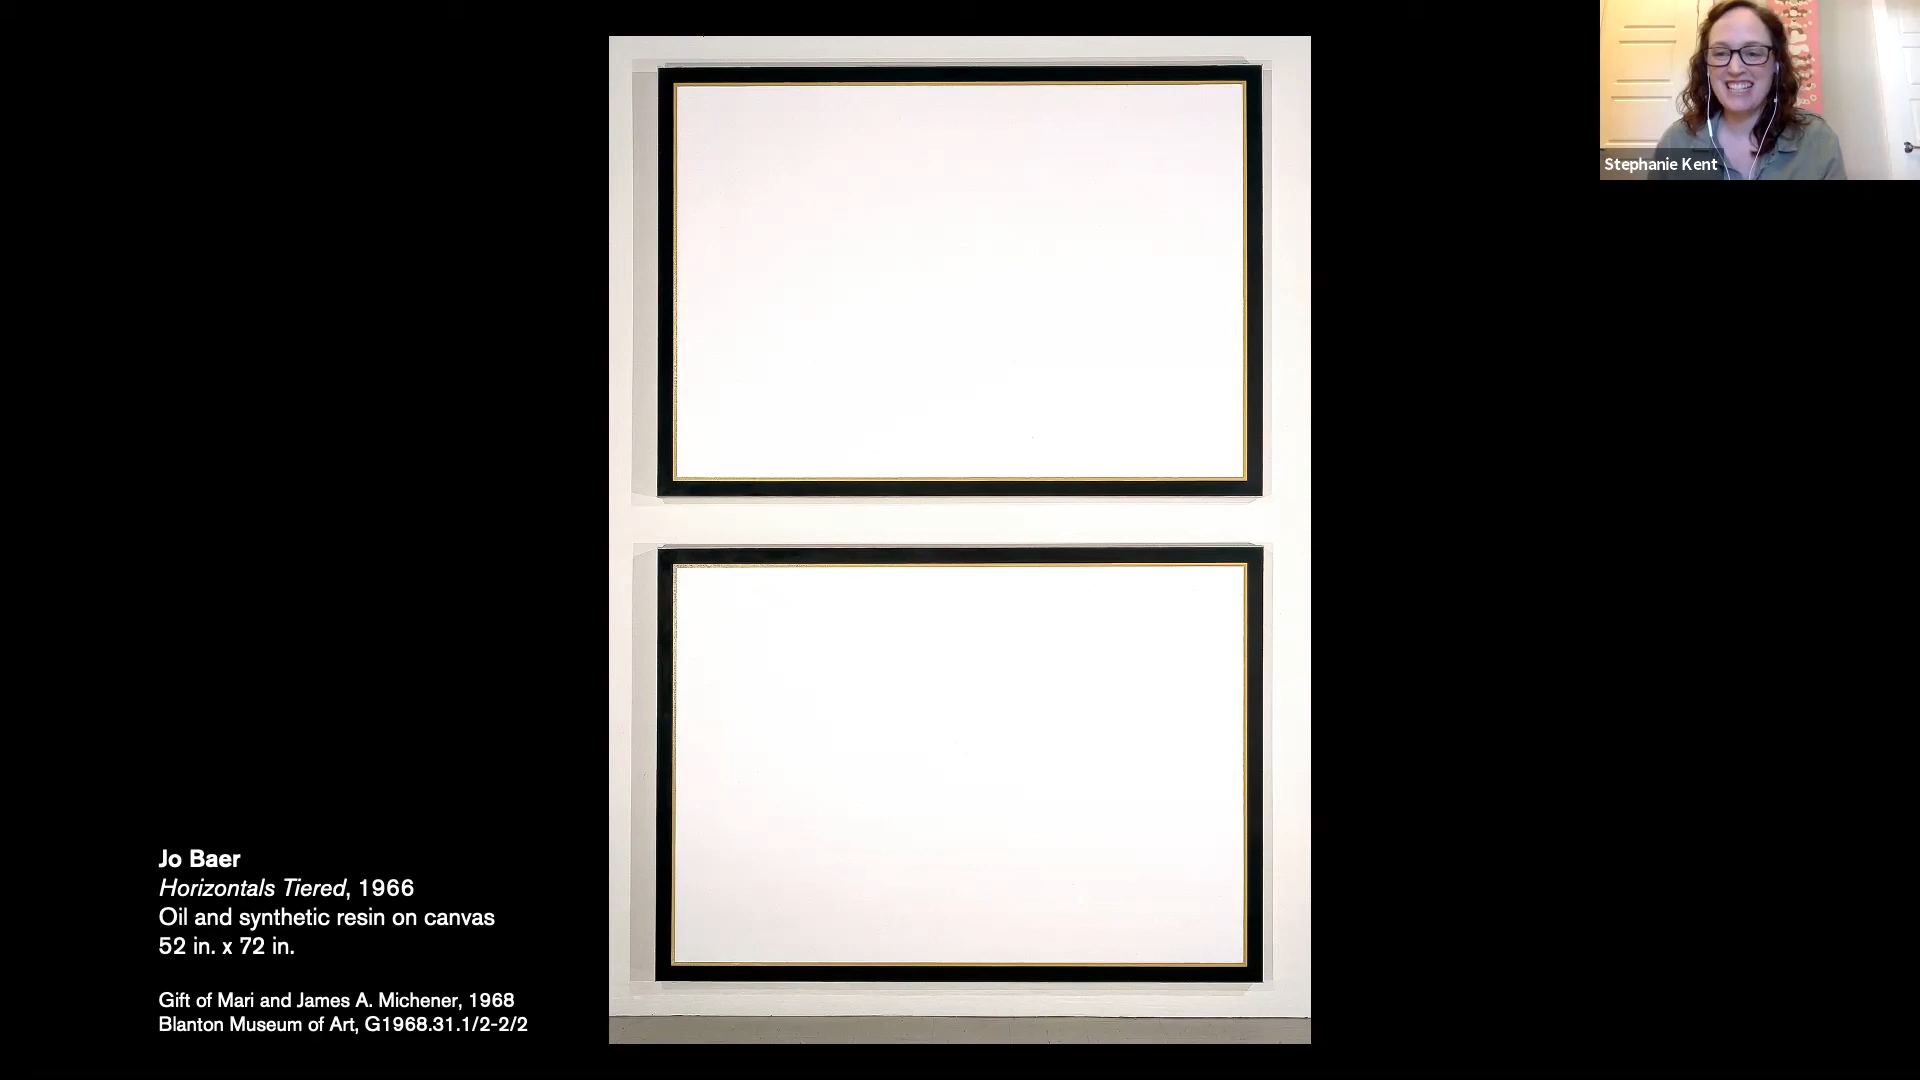 Stephanie Kent
Jo Baer
Horizontals Tiered, 1966
Oil and synthetic resin on canvas
52 in. x 72 in.
Gift of Mari and James A. Michener, 1968
Blanton Museum of Art, G1968.31.1/2-2/2